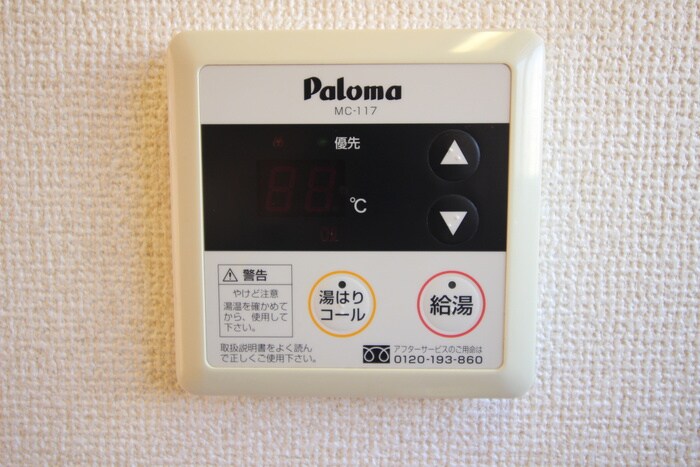 Paloma
MC-117
優先
℃
警告
やけど注意
湯温を確かめて
から、使用して
下さい。
湯はり
コール
給湯
取扱説明書をよく読ん
で正しくご使用下さい。
アフターサービスのご用命は
0120-193-860